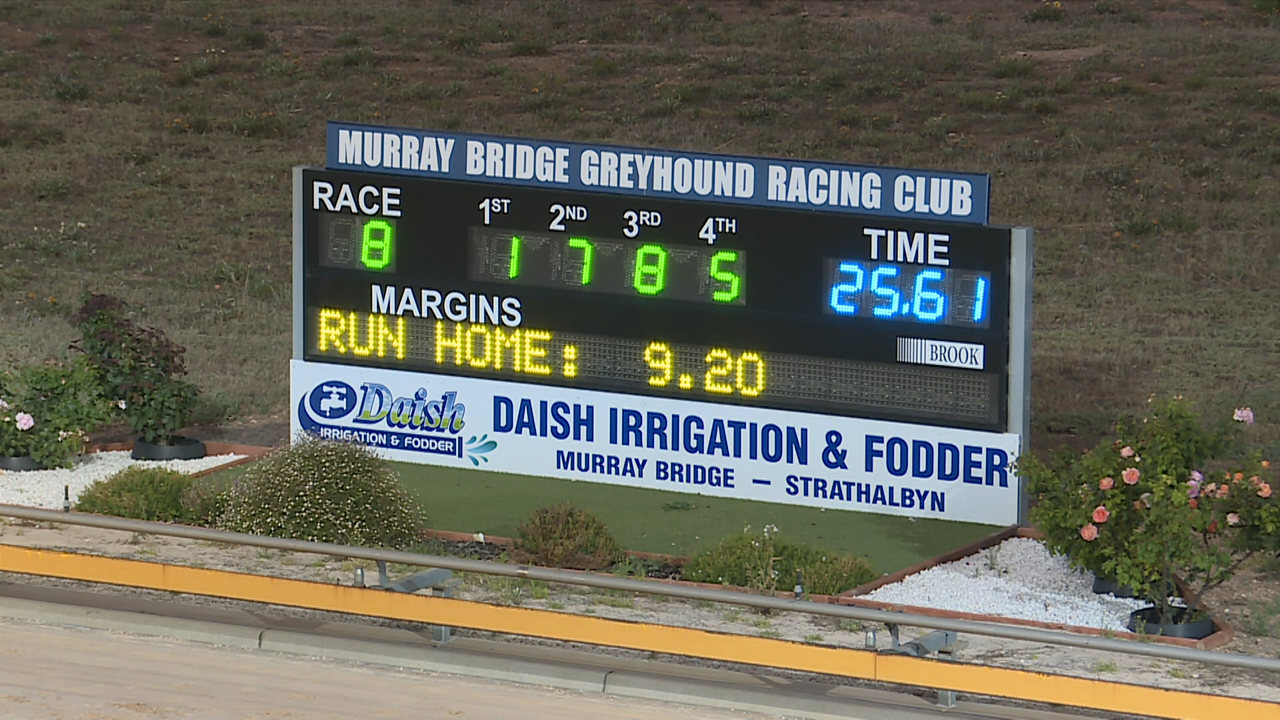 MURRAY BRIDGE GREYHOUND RACING CLUB
RACE 1ST 2ND 3RD 4TH TIME
8 1 7 8 5 25.61
MARGINS
RUN HOME: 9.20
BROOK
Daish
IRRIGATION & FODDER
DAISH IRRIGATION & FODDER
MURRAY BRIDGE – STRATHALBYN